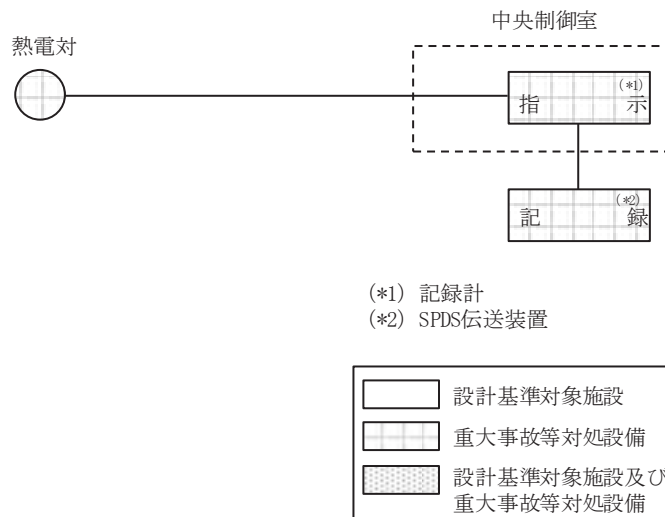 中央制御室
熱電対
(*1)
指 示
(*2)
記 録
(*1) 記録計
(*2) SPDS伝送装置
設計基準対象施設
重大事故等対処設備
設計基準対象施設及び
重大事故等対処設備